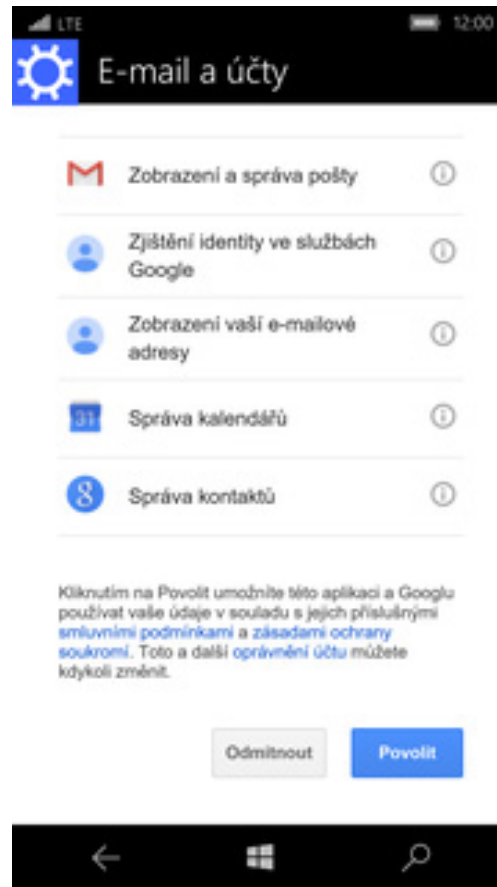 LTE 12:00
E-mail a účty
Zobrazení a správa pošty
Zjištění identity ve službách
Google
Zobrazení vaší e-mailové
adresy
31
Správa kalendářů
8
Správa kontaktů
Kliknutím na Povolit umožníte této aplikaci a Googlu
používat vaše údaje v souladu s jejich příslušnými
smluvními podmínkami a zásadami ochrany
soukromí. Toto a další oprávnění účtu můžete
kdykoli změnit.
Odmítnout Povolit